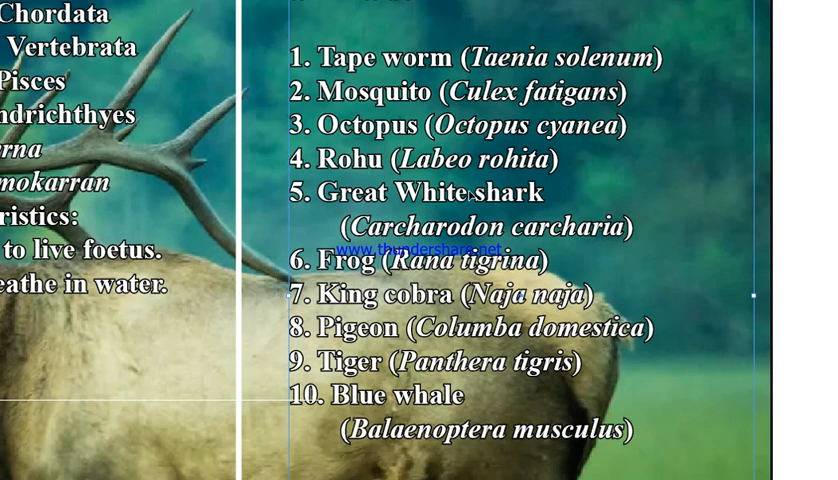 Chordata
Vertebrata
Pisces
ndrichthyes
rna
mokarran
ristics:
to live foetus.
eathe in water.
1. Tape worm (Taenia solenum)
2. Mosquito (Culex fatigans)
3. Octopus (Octopus cyanea)
4. Rohu (Labeo rohita)
5. Great White shark
(Carcharodon carcharia)
www.thundershare.net
6. Frog (Rana tigrina)
7. King cobra (Naja naja)
8. Pigeon (Columba domestica)
9. Tiger (Panthera tigris)
10. Blue whale
(Balaenoptera musculus)